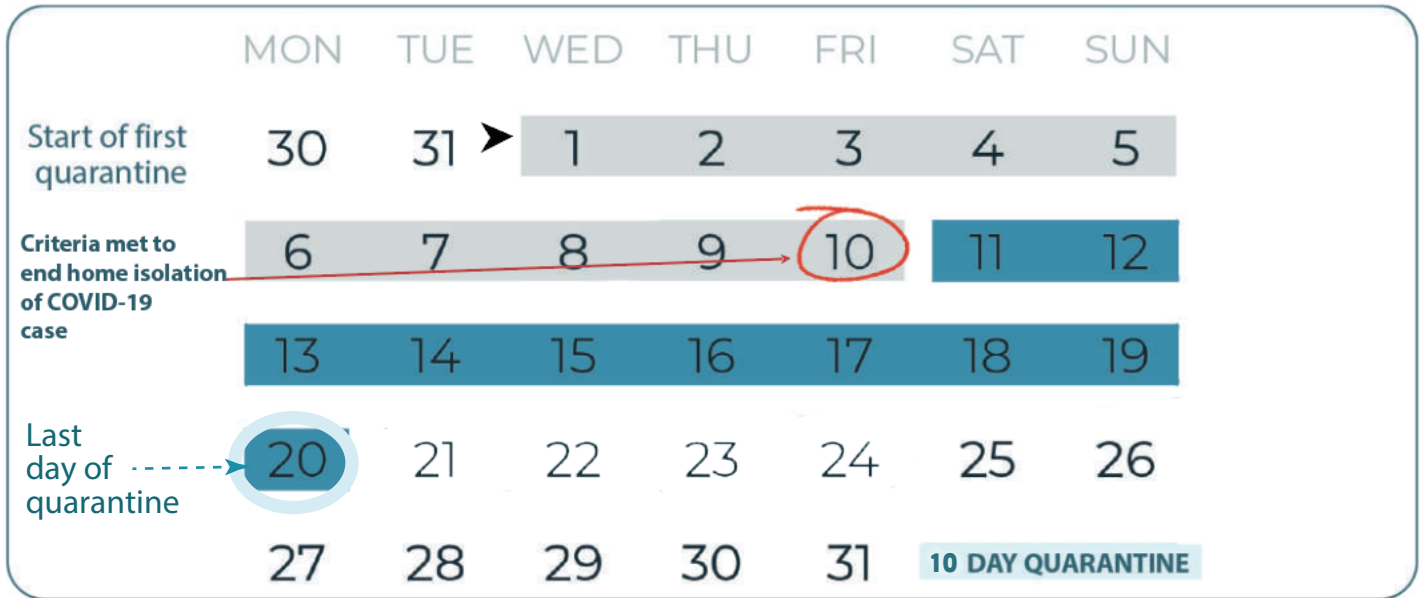 MON TUE WED THU FRI SAT SUN
Start of first
quarantine
30 31 1 2 3 4 5
Criteria met to
end home isolation
of COVID-19
case
6 7 8 9 10 11 12
13 14 15 16 17 18 19
Last
day of
quarantine
20 21 22 23 24 25 26
27 28 29 30 31
10 DAY QUARANTINE